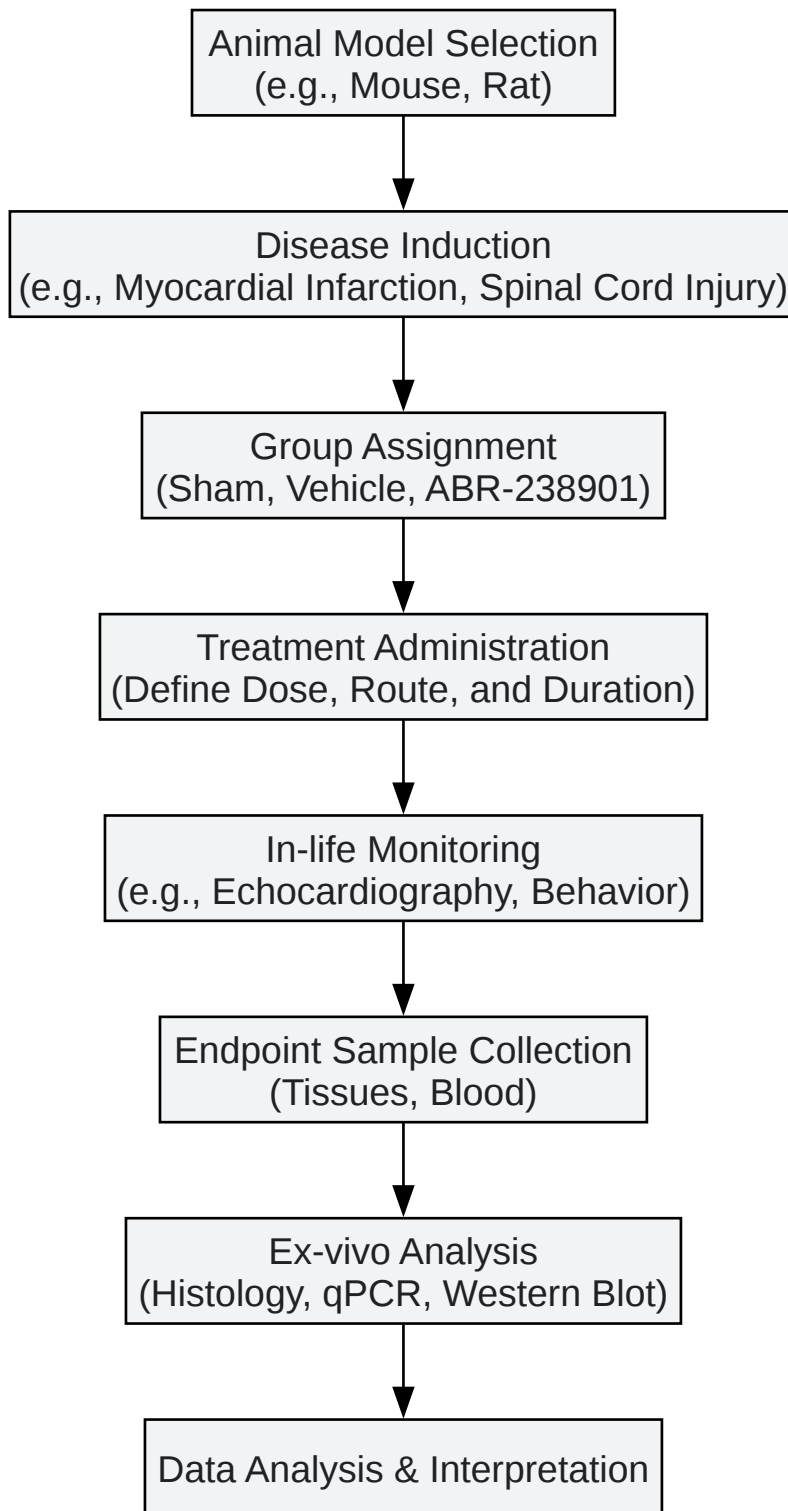 Animal Model Selection
(e.g., Mouse, Rat)
Disease Induction
(e.g., Myocardial Infarction, Spinal Cord Injury)
Group Assignment
(Sham, Vehicle, ABR-238901)
Treatment Administration
(Define Dose, Route, and Duration)
In-life Monitoring
(e.g., Echocardiography, Behavior)
Endpoint Sample Collection
(Tissues, Blood)
Ex-vivo Analysis
(Histology, qPCR, Western Blot)
Data Analysis & Interpretation